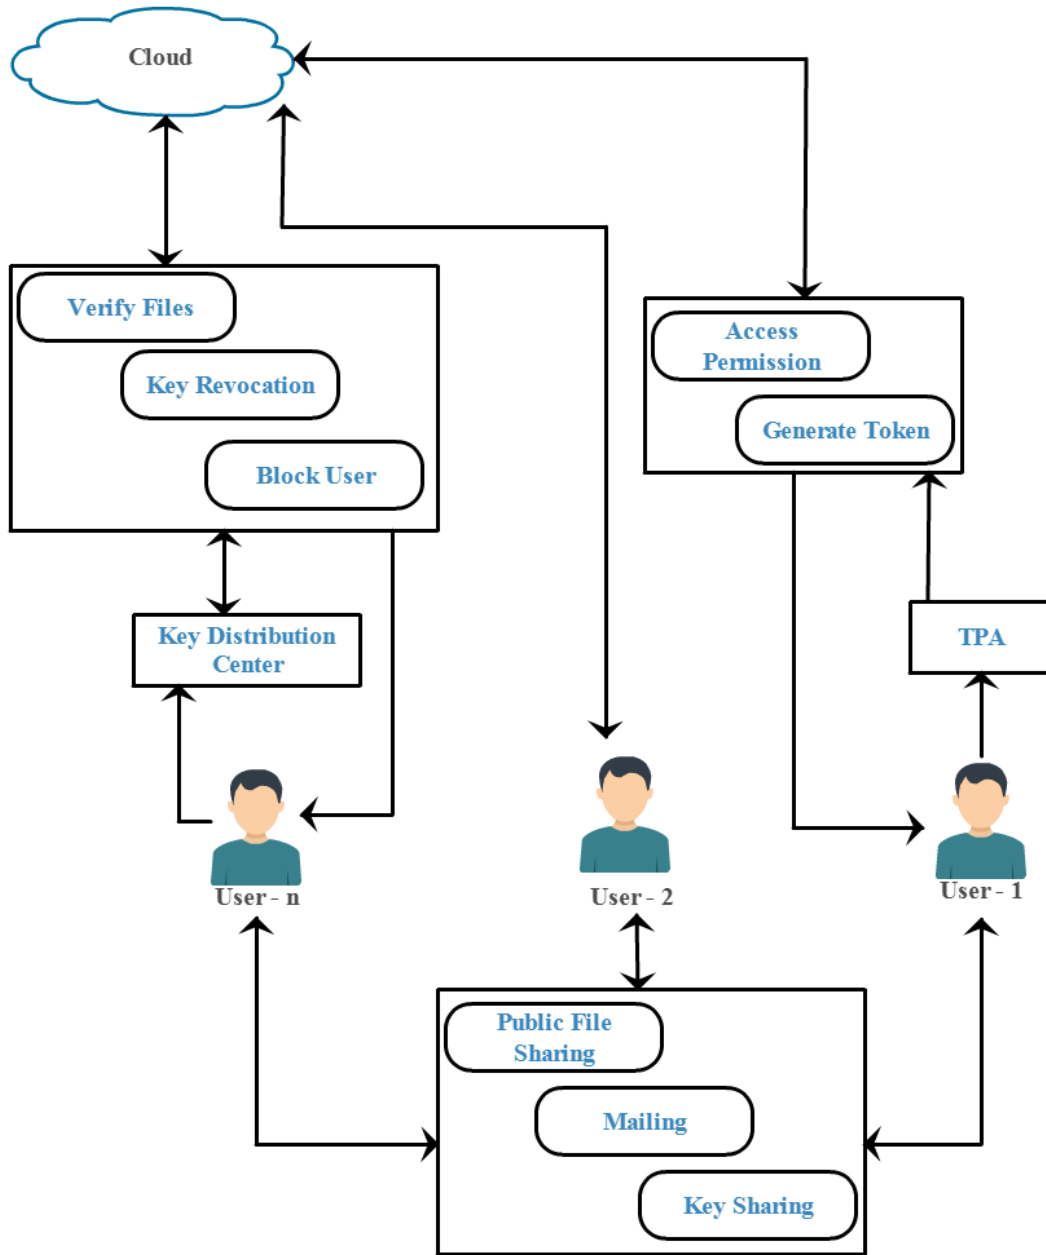 Cloud
Verify Files
Key Revocation
Block User
Access
Permission
Generate Token
Key Distribution
Center
TPA
User - n
User - 2
User - 1
Public File
Sharing
Mailing
Key Sharing